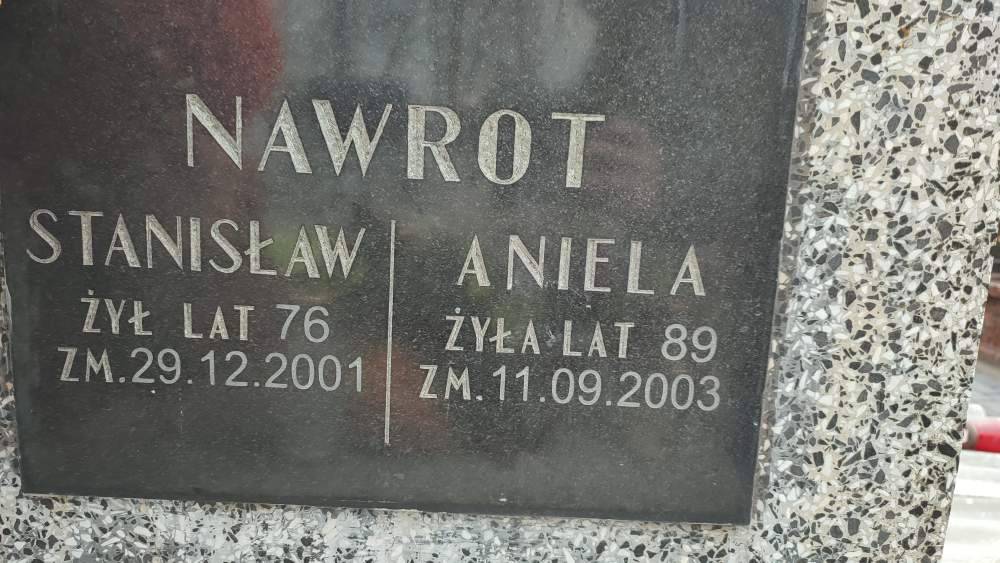 NAWROT
STANISŁAW
ŻYŁ LAT 76
ZM.29.12.2001
ANIELA
ŻYŁA LAT 89
ZM.11.09.2003